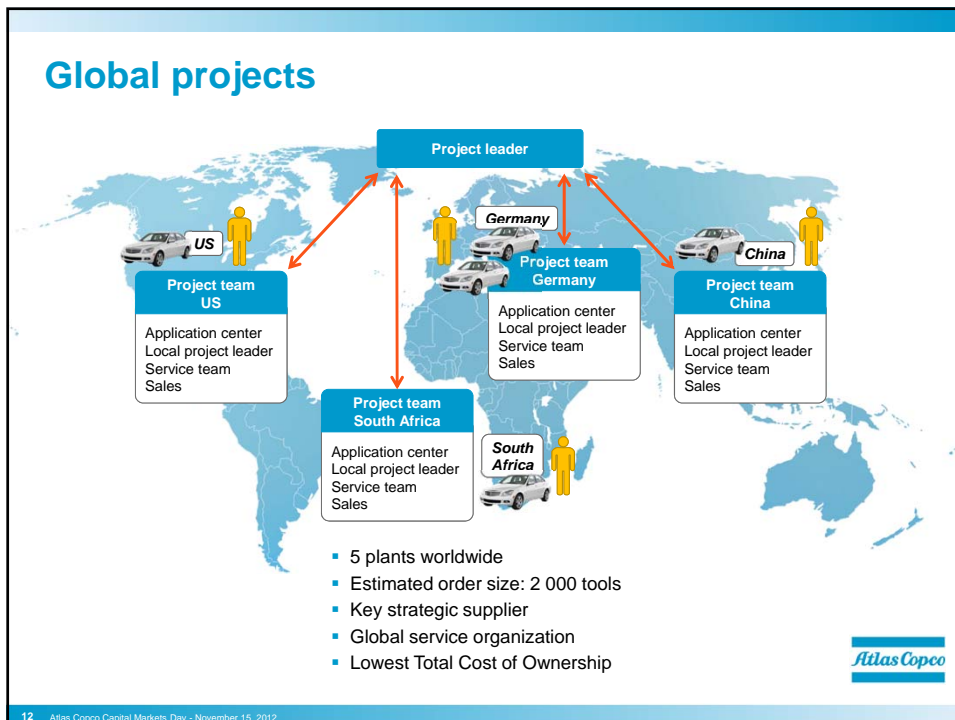 Global projects
Project leader
US
Germany
China
Project team
US
Application center
Local project leader
Service team
Sales
Project team
Germany
Application center
Local project leader
Service team
Sales
Project team
China
Application center
Local project leader
Service team
Sales
Project team
South Africa
Application center
Local project leader
Service team
Sales
South
Africa
▪ 5 plants worldwide
▪ Estimated order size: 2 000 tools
▪ Key strategic supplier
▪ Global service organization
▪ Lowest Total Cost of Ownership
Atlas Copco
12 Atlas Copco Capital Markets Day - November 15, 2012